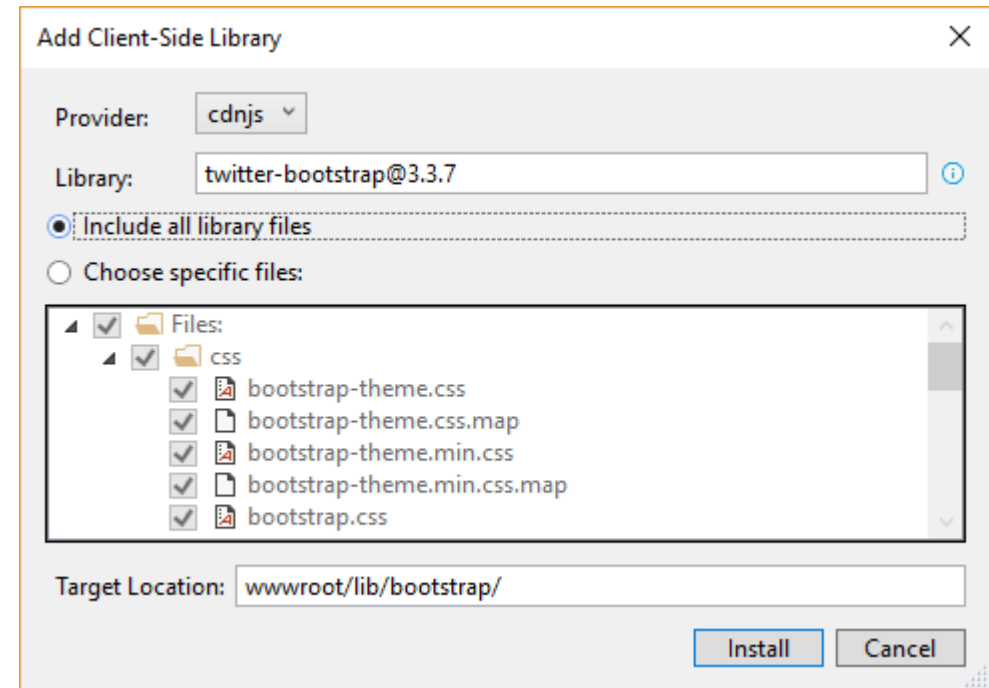 Add Client-Side Library
Provider: cdnjs
Library: twitter-bootstrap@3.3.7
Include all library files
Choose specific files:
Files:
css
bootstrap-theme.css
bootstrap-theme.css.map
bootstrap-theme.min.css
bootstrap-theme.min.css.map
bootstrap.css
Target Location: wwwroot/lib/bootstrap/
Install Cancel